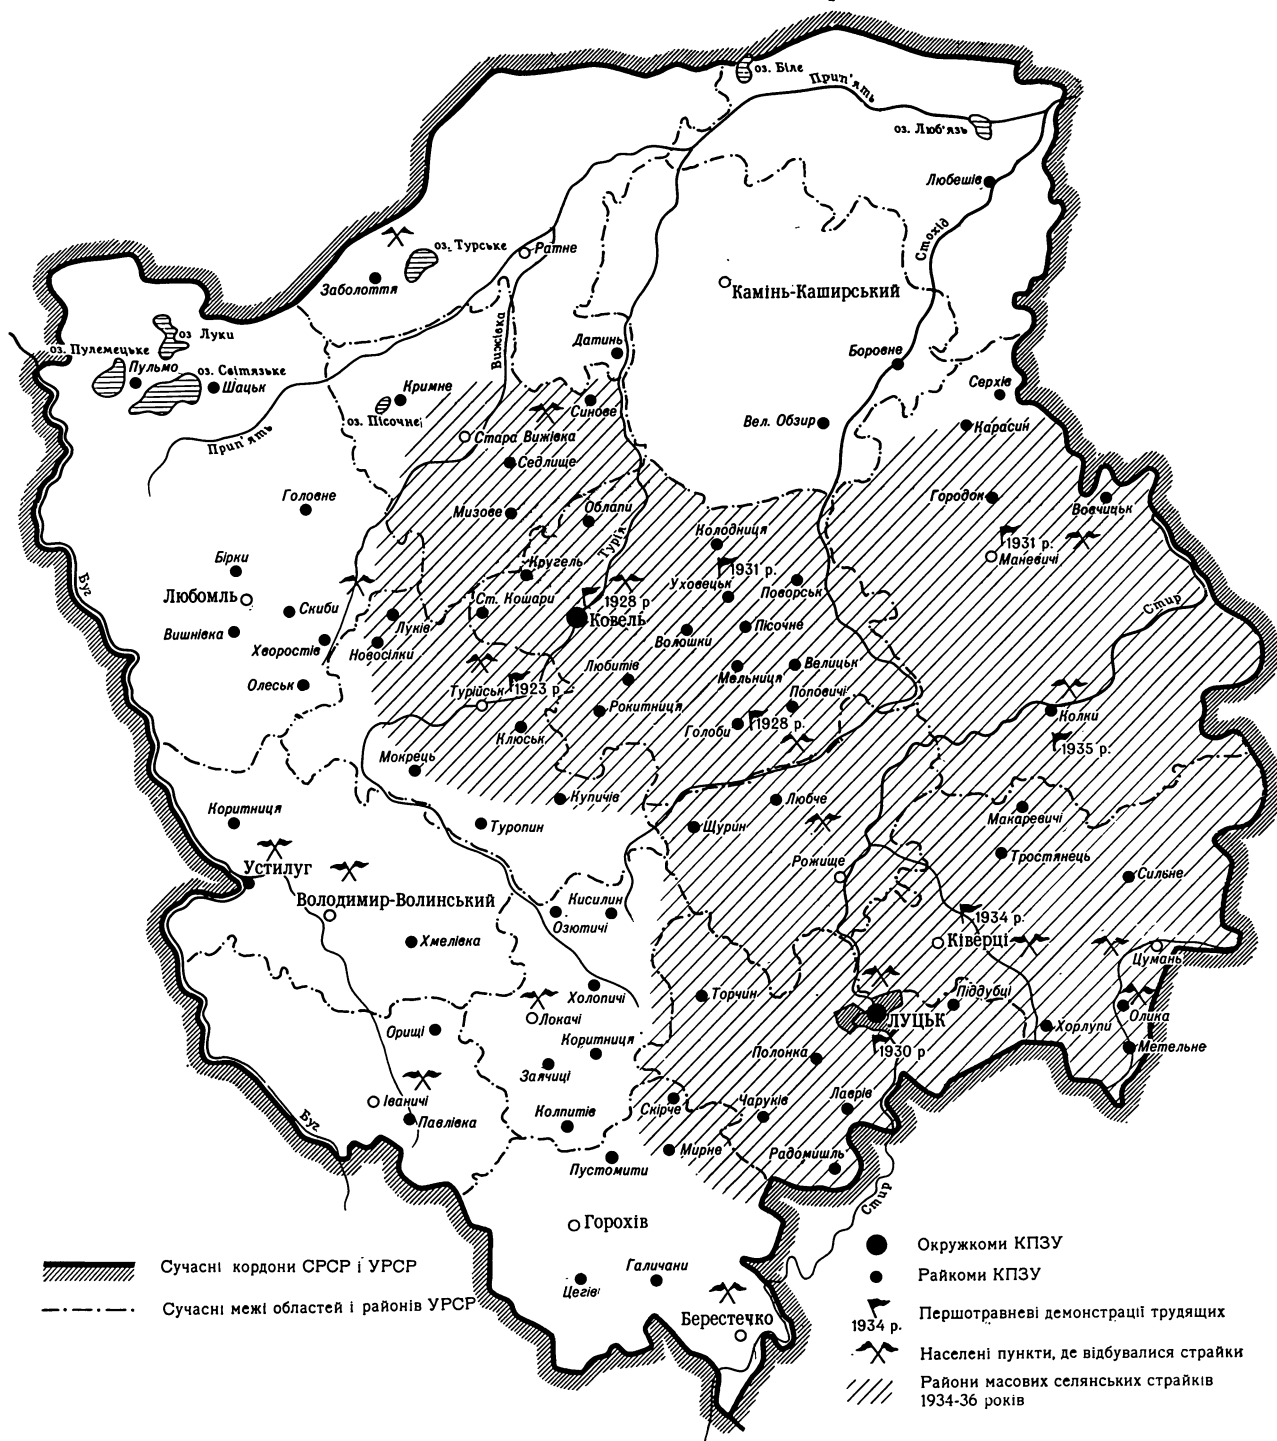 оз. Біле
Прип'ять
оз. Люб'язь
Любешів
Стохід
оз. Турське
Ратне
Заболоття
Камінь-Каширський
оз. Луки
оз. Пулемецьке
Пульмо
оз. Світязьке
Шацьк
Вижівка
Датинь
Боровне
Серхів
Кримне
оз. Пісочне
Синове
Вел. Обзир
Карасин
Прип'ять
Стара Вижівка
Седлище
Головне
Мизове
Облапи
Турія
Колодниця
Городок
Вовчицьк
1931 р.
Маневичі
Бірки
Кругель
1931 р.
Уховецьк
Поворськ
Буг
Любомль
Скиби
Ст. Кошари
1928 р
Ковель
Стир
Вишнівка
Хворостів
Луків
Новосілки
Волошки
Пісочне
Олеськ
Любитів
Мельниця
Велицьк
Турійськ
1923 р.
Рокитниця
Поповичі
Голоби
1928 р.
Колки
1935 р.
Клюськ
Мокрець
Купичів
Любче
Макаревичі
Коритниця
Туропин
Щурин
Тростянець
Устилуг
Рожище
Сильне
Володимир-Волинський
Кисилин
Озютичі
1934 р.
Ківерці
Хмелівка
Цумань
Холопичі
Торчин
Піддубці
Олика
Локачі
ЛУЦЬК
Хорлупи
Орищі
Коритниця
1930 р
Метельне
Заячиці
Полонка
Іваничі
Павлівка
Буг
Колпитів
Скірче
Чаруків
Лаврів
Мирне
Радомишль
Пустомити
Стир
Горохів
Галичани
Цегів
Берестечко
Сучасні кордони СРСР і УРСР
Сучасні межі областей і районів УРСР
Окружкоми КПЗУ
Райкоми КПЗУ
1934 р.
Першотравневі демонстрації трудящих
Населені пункти, де відбувалися страйки
Райони масових селянських страйків
1934-36 років